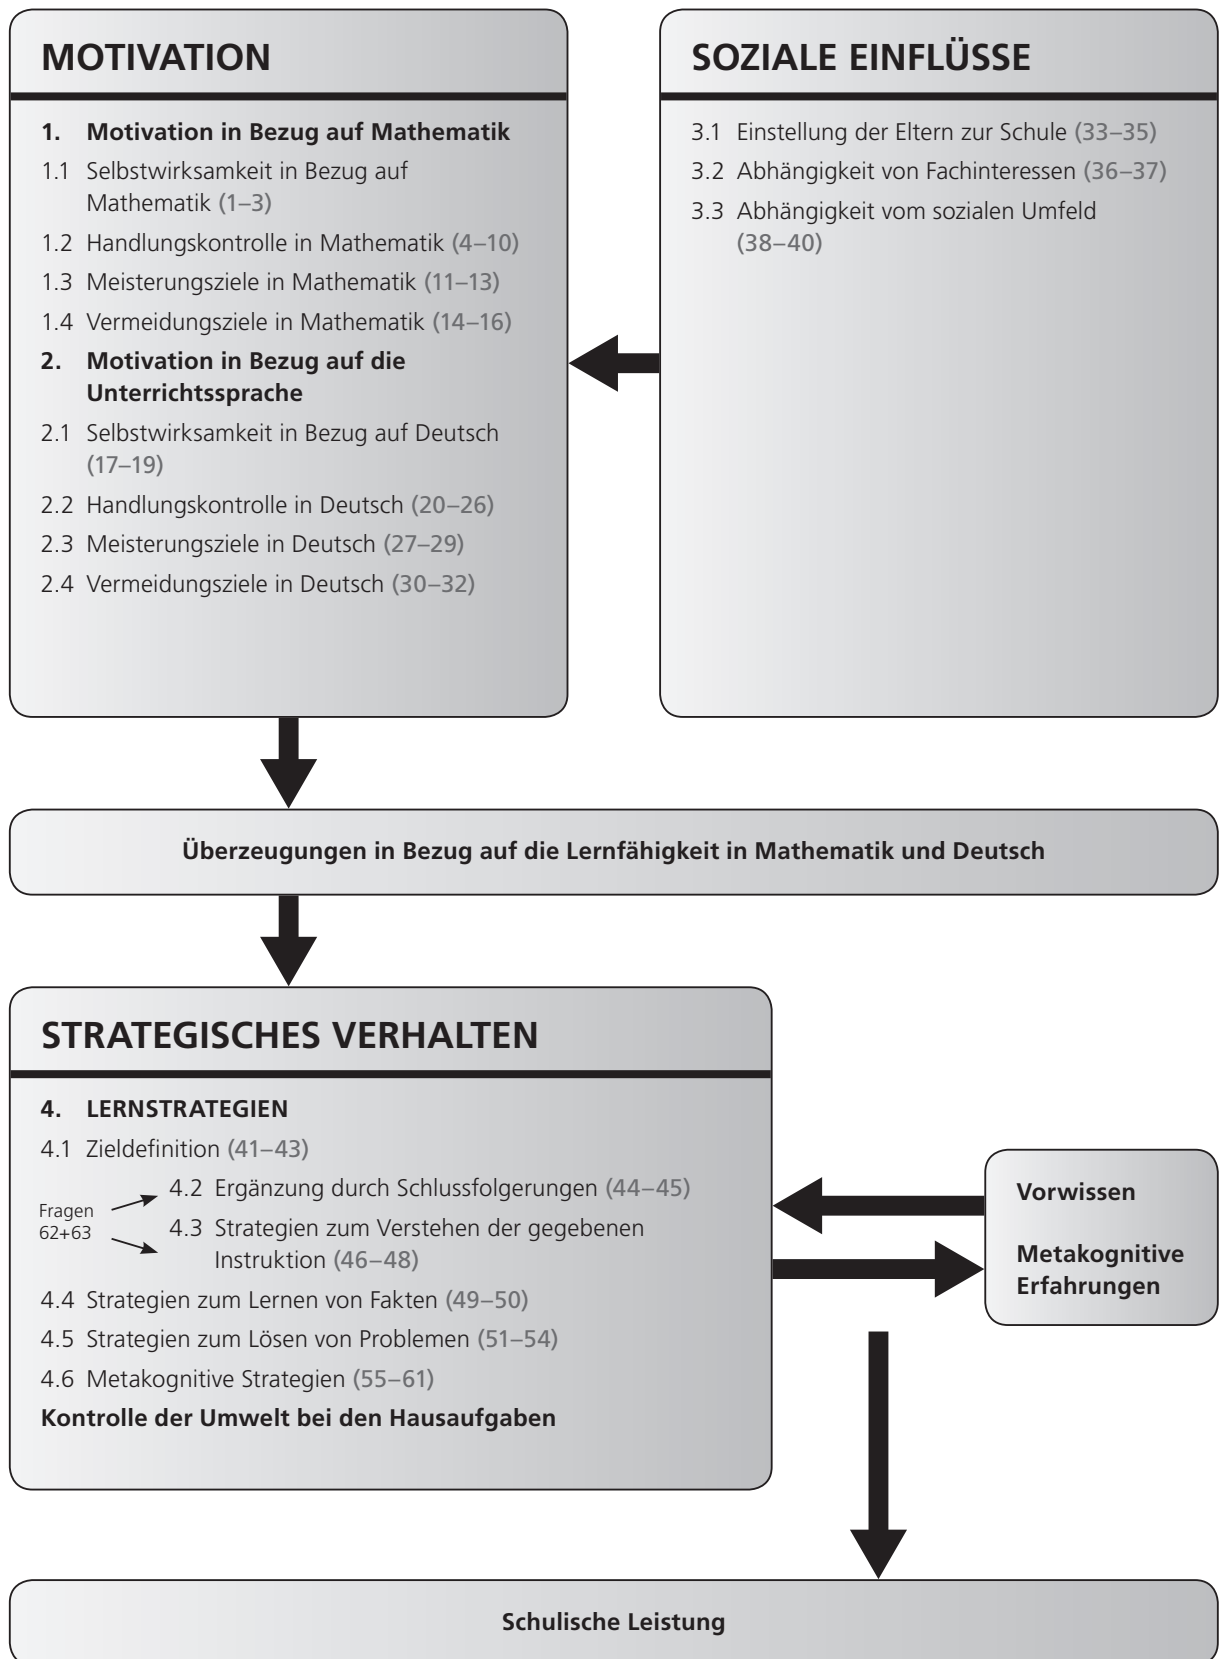 MOTIVATION
1. Motivation in Bezug auf Mathematik
1.1 Selbstwirksamkeit in Bezug auf
Mathematik (1–3)
1.2 Handlungskontrolle in Mathematik (4–10)
1.3 Meisterungsziele in Mathematik (11–13)
1.4 Vermeidungsziele in Mathematik (14–16)
2. Motivation in Bezug auf die
Unterrichtssprache
2.1 Selbstwirksamkeit in Bezug auf Deutsch
(17–19)
2.2 Handlungskontrolle in Deutsch (20–26)
2.3 Meisterungsziele in Deutsch (27–29)
2.4 Vermeidungsziele in Deutsch (30–32)
SOZIALE EINFLÜSSE
3.1 Einstellung der Eltern zur Schule (33–35)
3.2 Abhängigkeit von Fachinteressen (36–37)
3.3 Abhängigkeit vom sozialen Umfeld
(38–40)
Überzeugungen in Bezug auf die Lernfähigkeit in Mathematik und Deutsch
STRATEGISCHES VERHALTEN
4. LERNSTRATEGIEN
4.1 Zieldefinition (41–43)
Fragen
62+63
4.2 Ergänzung durch Schlussfolgerungen (44–45)
4.3 Strategien zum Verstehen der gegebenen
Instruktion (46–48)
4.4 Strategien zum Lernen von Fakten (49–50)
4.5 Strategien zum Lösen von Problemen (51–54)
4.6 Metakognitive Strategien (55–61)
Kontrolle der Umwelt bei den Hausaufgaben
Vorwissen
Metakognitive
Erfahrungen
Schulische Leistung